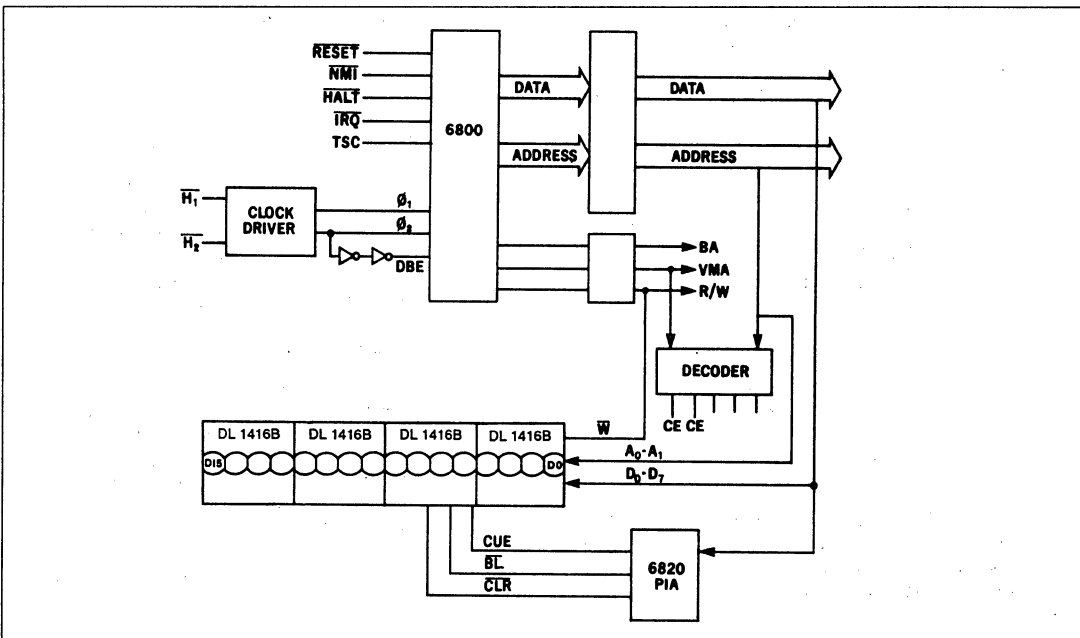 RESET
NMI
HALT
IRQ
TSC
6800
DATA
DATA
ADDRESS
ADDRESS
H₁
H₂
CLOCK
DRIVER
Ø₁
Ø₂
DBE
BA
VMA
R/W
DECODER
CE CE
DL 1416B DL 1416B DL 1416B DL 1416B
DI5 D0
W
A₀-A₁
D₀-D₇
CUE
BL
CLR
6820
PIA